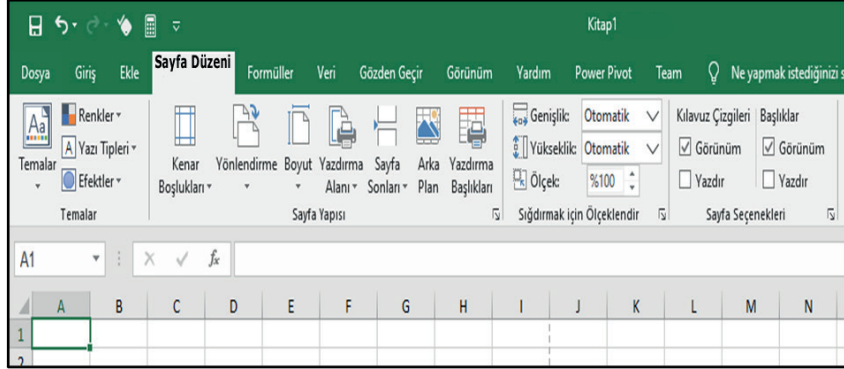 Kitap1
Dosya Giriş Ekle Sayfa Düzeni Formüller Veri Gözden Geçir Görünüm Yardım Power Pivot Team Ne yapmak istediğinizi s
Aa Renkler
A Yazı Tipleri
Efektler
Temalar
Kenar Boşlukları
Yönlendirme
Boyut
Yazdırma Alanı
Sayfa Sonları
Arka Plan
Yazdırma Başlıkları
Genişlik: Otomatik
Yükseklik: Otomatik
Ölçek: %100
Kılavuz Çizgileri Başlıklar
Görünüm Görünüm
Yazdır Yazdır
Temalar Sayfa Yapısı Sığdırmak için Ölçeklendir Sayfa Seçenekleri
A1 fx
A B C D E F G H I J K L M N
1
2